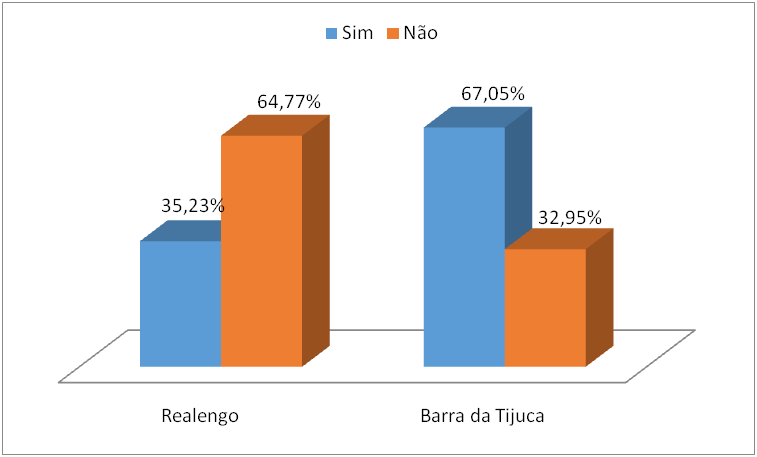 Sim Não
67,05%
64,77%
35,23%
32,95%
Realengo Barra da Tijuca